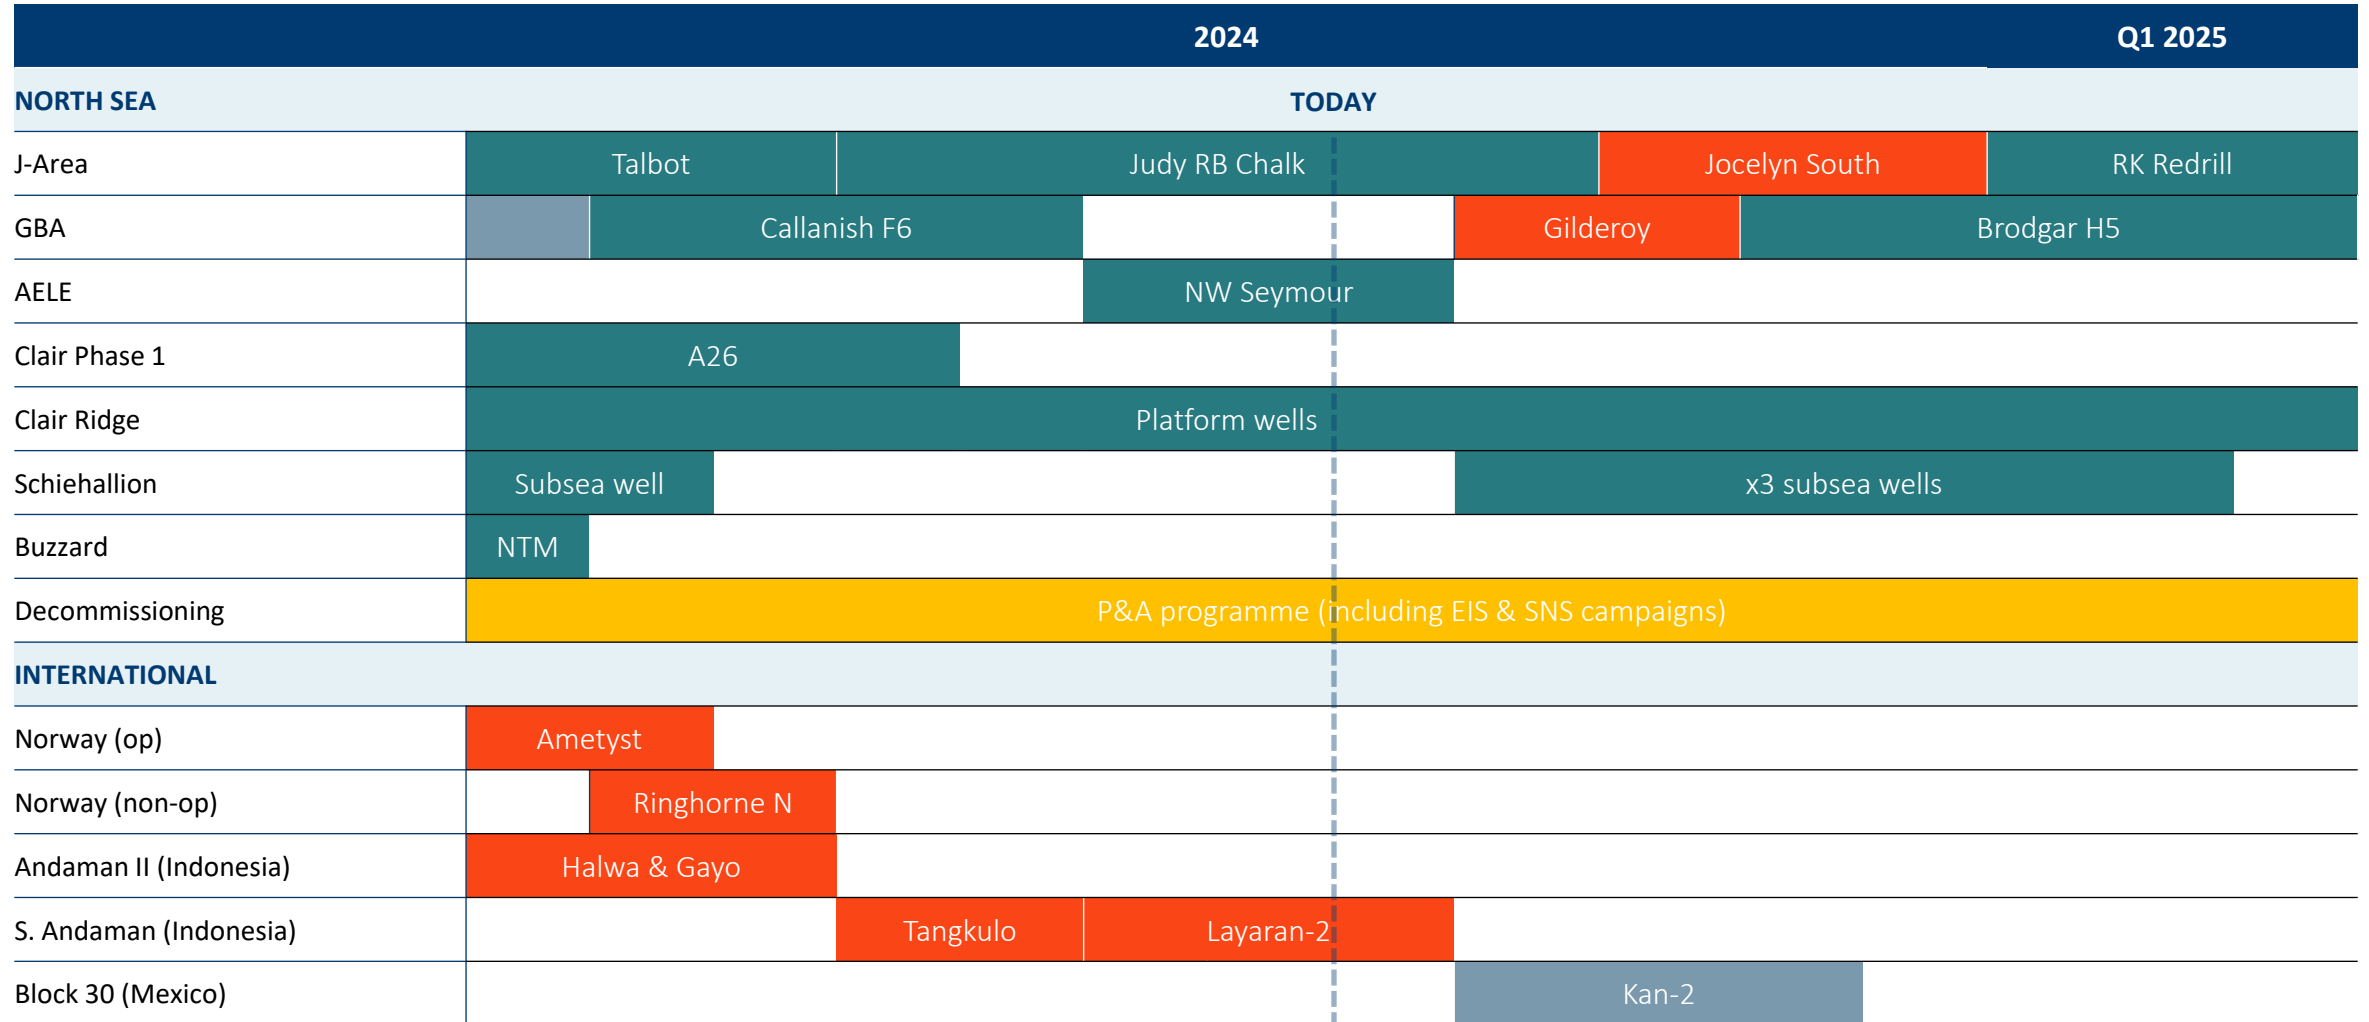 2024 Q1 2025
NORTH SEA TODAY
J-Area Talbot Judy RB Chalk Jocelyn South RK Redrill
GBA Callanish F6 Gilderoy Brodgar H5
AELE NW Seymour
Clair Phase 1 A26
Clair Ridge Platform wells
Schiehallion Subsea well x3 subsea wells
Buzzard NTM
Decommissioning P&A programme (including EIS & SNS campaigns)
INTERNATIONAL
Norway (op) Ametyst
Norway (non-op) Ringhorne N
Andaman II (Indonesia) Halwa & Gayo
S. Andaman (Indonesia) Tangkulo Layaran-2
Block 30 (Mexico) Kan-2